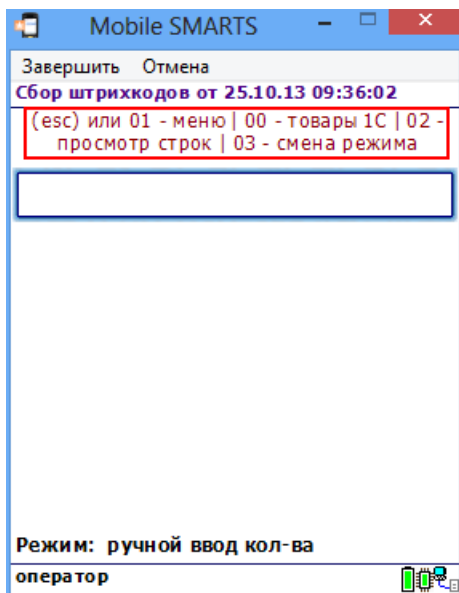 Mobile SMARTS
Завершить Отмена
Сбор штрихкодов от 25.10.13 09:36:02
(esc) или 01 - меню | 00 - товары 1С | 02 -
просмотр строк | 03 - смена режима
Режим: ручной ввод кол-ва
оператор